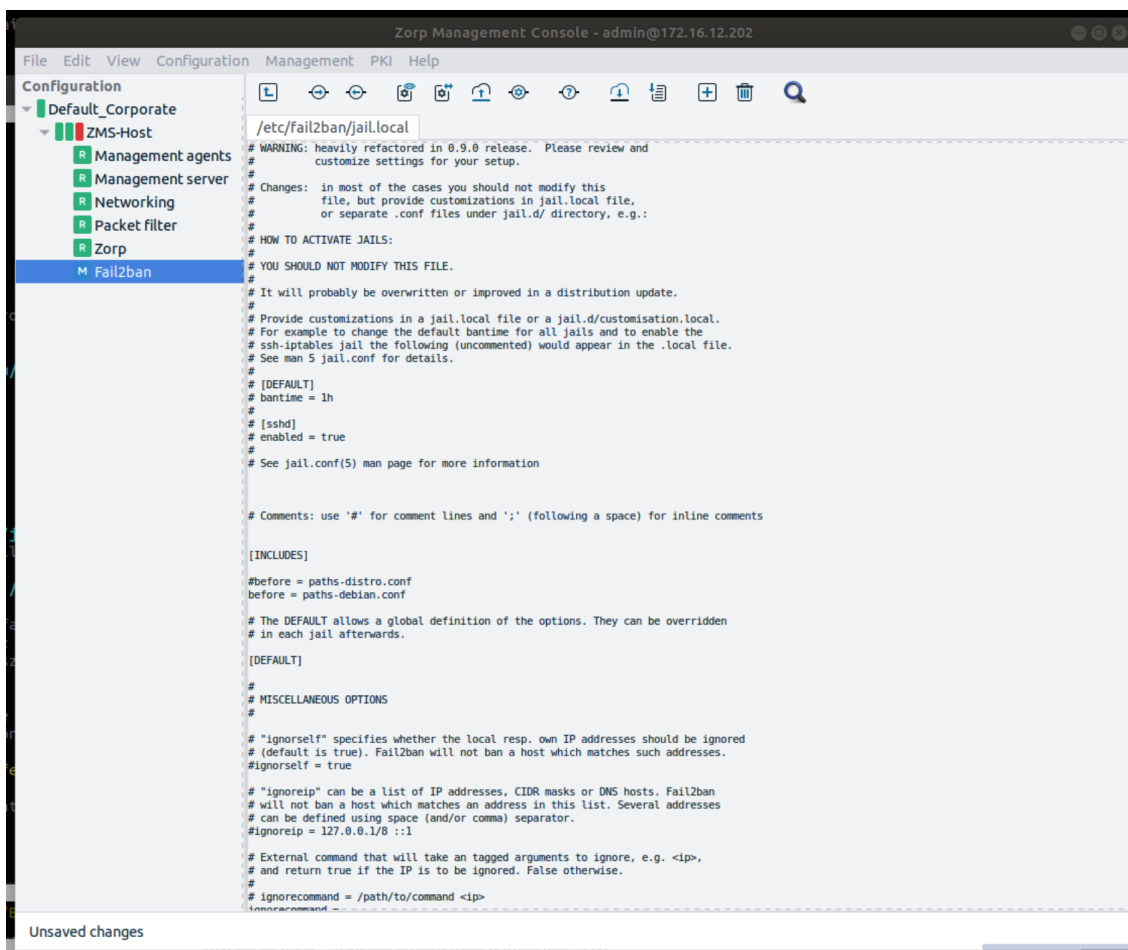 Zorp Management Console - admin@172.16.12.202
File Edit View Configuration Management PKI Help
Configuration
Default_Corporate
ZMS-Host
R Management agents
R Management server
R Networking
R Packet filter
R Zorp
M Fail2ban
/etc/fail2ban/jail.local
# WARNING: heavily refactored in 0.9.0 release.  Please review and
#          customize settings for your setup.
#
# Changes:  in most of the cases you should not modify this
#           file, but provide customizations in jail.local file,
#           or separate .conf files under jail.d/ directory, e.g.:
#
# HOW TO ACTIVATE JAILS:
#
# YOU SHOULD NOT MODIFY THIS FILE.
#
# It will probably be overwritten or improved in a distribution update.
#
# Provide customizations in a jail.local file or a jail.d/customisation.local.
# For example to change the default bantime for all jails and to enable the
# ssh-iptables jail the following (uncommented) would appear in the .local file.
# See man 5 jail.conf for details.
#
# [DEFAULT]
# bantime = 1h
#
# [sshd]
# enabled = true
#
# See jail.conf(5) man page for more information
# Comments: use '#' for comment lines and ';' (following a space) for inline comments
[INCLUDES]
#before = paths-distro.conf
before = paths-debian.conf
# The DEFAULT allows a global definition of the options. They can be overridden
# in each jail afterwards.
[DEFAULT]
#
# MISCELLANEOUS OPTIONS
#
# "ignorself" specifies whether the local resp. own IP addresses should be ignored
# (default is true). Fail2ban will not ban a host which matches such addresses.
#ignorself = true
# "ignoreip" can be a list of IP addresses, CIDR masks or DNS hosts. Fail2ban
# will not ban a host which matches an address in this list. Several addresses
# can be defined using space (and/or comma) separator.
#ignoreip = 127.0.0.1/8 ::1
# External command that will take an tagged arguments to ignore, e.g. <ip>,
# and return true if the IP is to be ignored. False otherwise.
#
# ignorecommand = /path/to/command <ip>
ignorecommand =
Unsaved changes